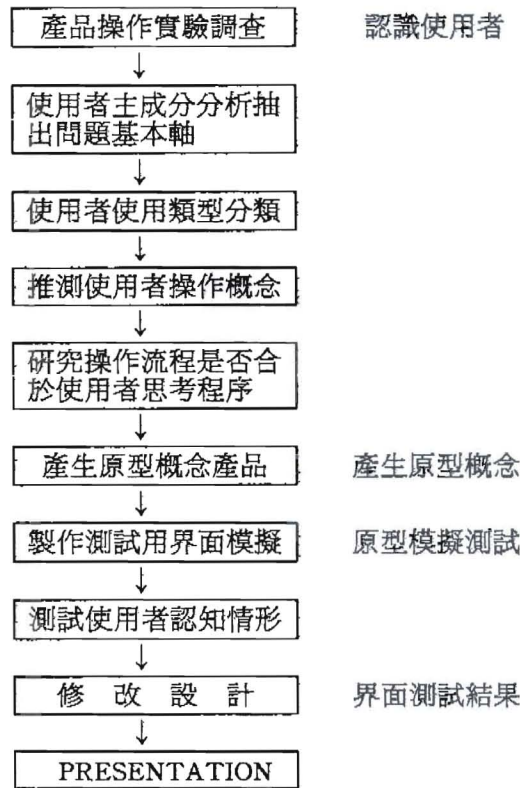 產品操作實驗調查
認識使用者
使用者主成分分析抽
出問題基本軸
使用者使用類型分類
推測使用者操作概念
研究操作流程是否合
於使用者思考程序
產生原型概念產品
產生原型概念
製作測試用界面模擬
原型模擬測試
測試使用者認知情形
修改設計
界面測試結果
PRESENTATION